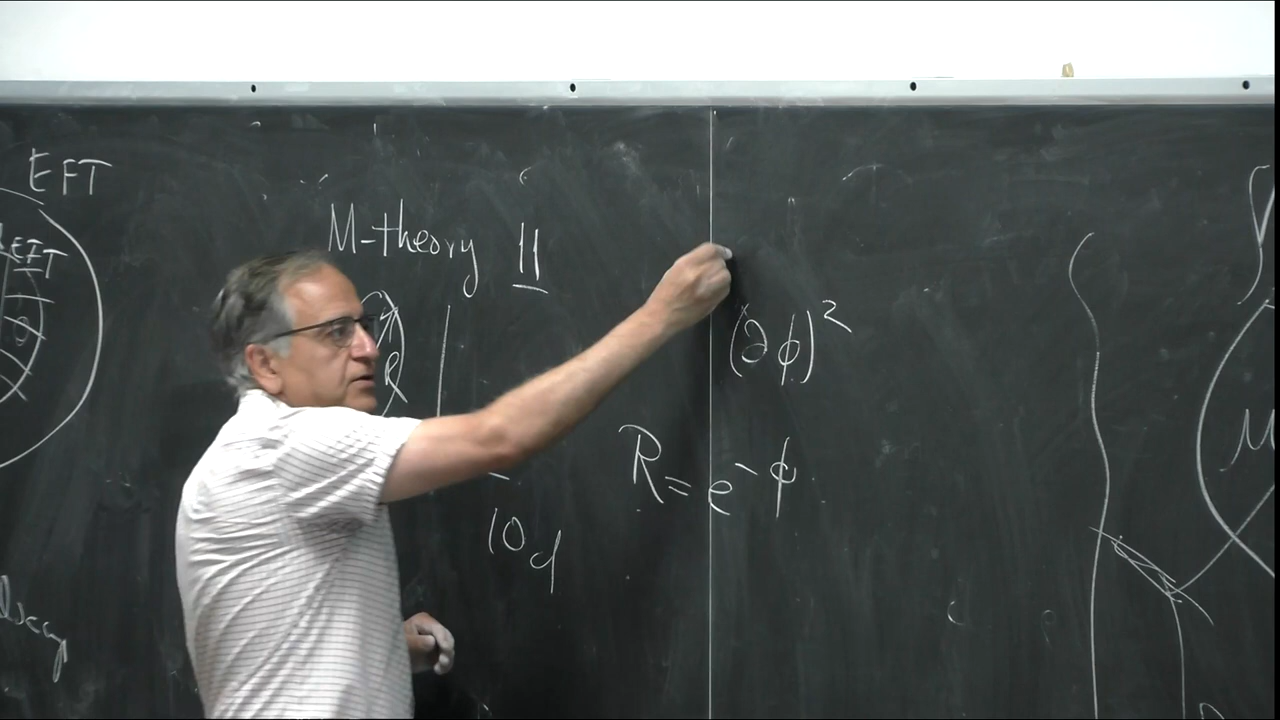 EFT
EFT
M-theory 11
R
(∂φ)²
R = e^-φ
10d